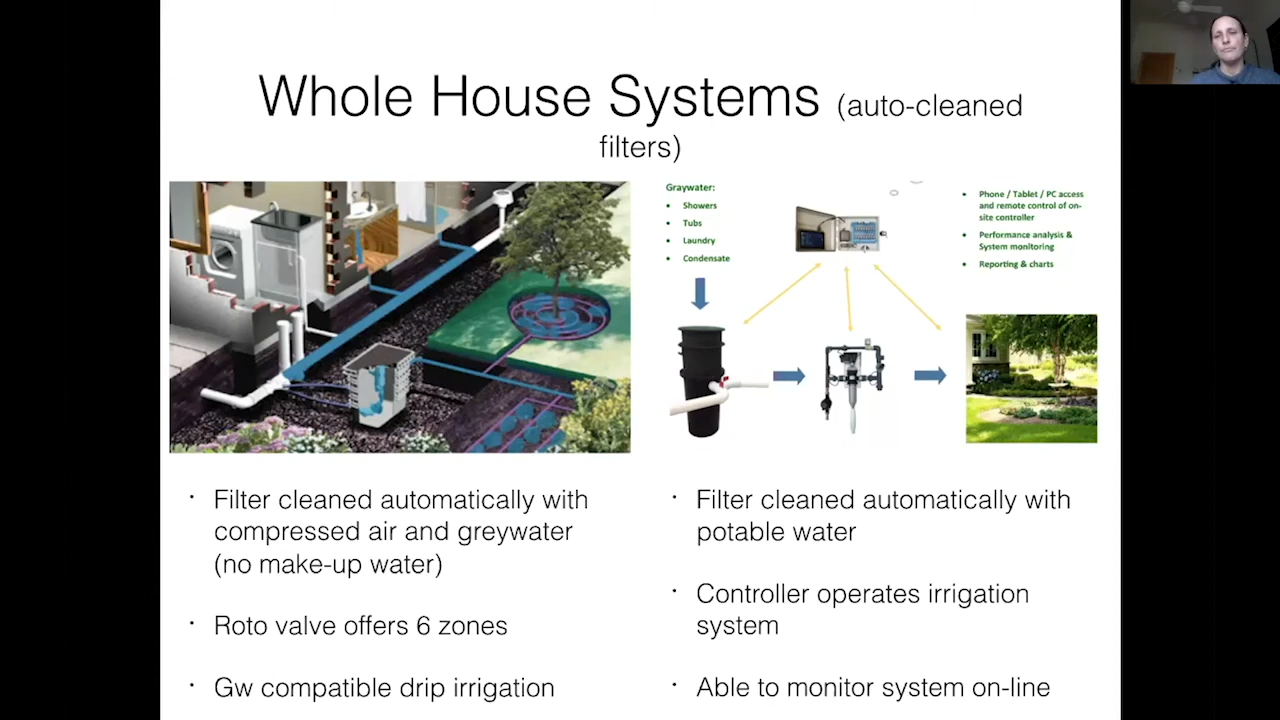 Whole House Systems (auto-cleaned
filters)
Graywater:
• Showers
• Tubs
• Laundry
• Condensate
• Phone / Tablet / PC access
and remote control of on-
site controller
• Performance analysis &
System monitoring
• Reporting & charts
• Filter cleaned automatically with
compressed air and greywater
(no make-up water)
• Roto valve offers 6 zones
• Gw compatible drip irrigation
• Filter cleaned automatically with
potable water
• Controller operates irrigation
system
• Able to monitor system on-line